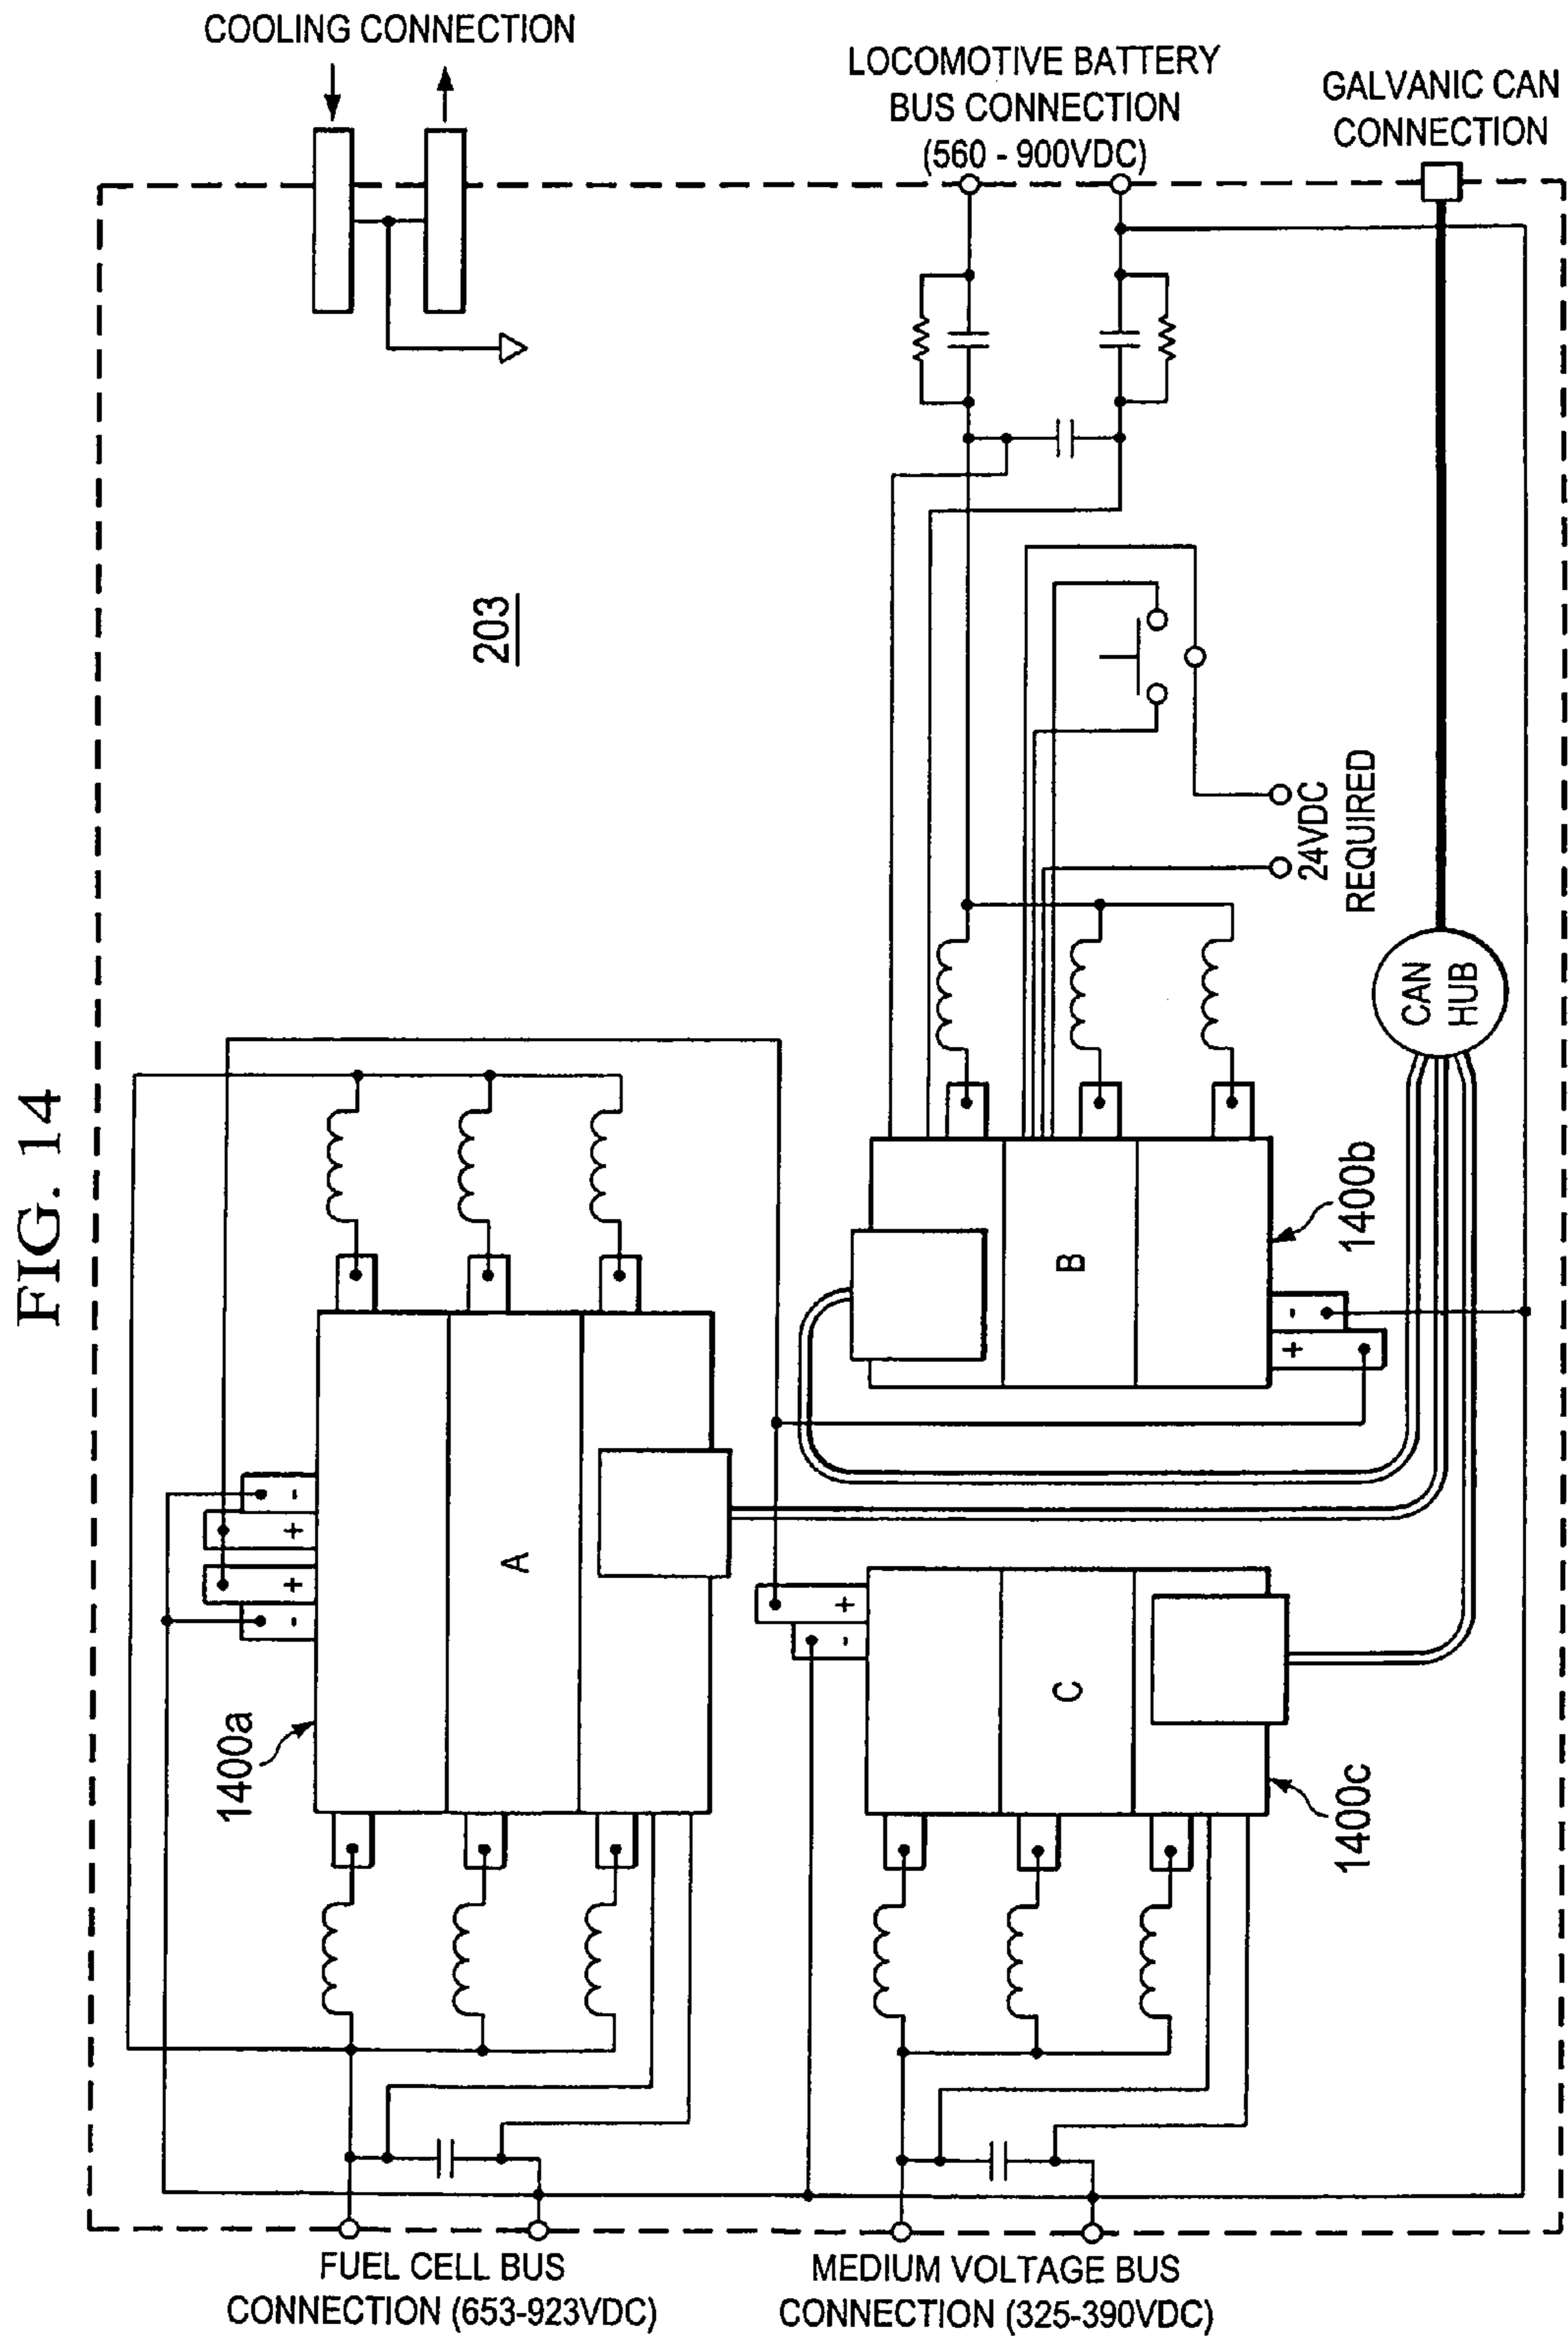 FIG. 14
COOLING CONNECTION
LOCOMOTIVE BATTERY
BUS CONNECTION
(560 - 900VDC)
GALVANIC CAN
CONNECTION
203
24VDC
REQUIRED
CAN
HUB
1400a
A
-
+
+
-
1400b
B
-
+
1400c
C
+
-
FUEL CELL BUS
CONNECTION (653-923VDC)
MEDIUM VOLTAGE BUS
CONNECTION (325-390VDC)